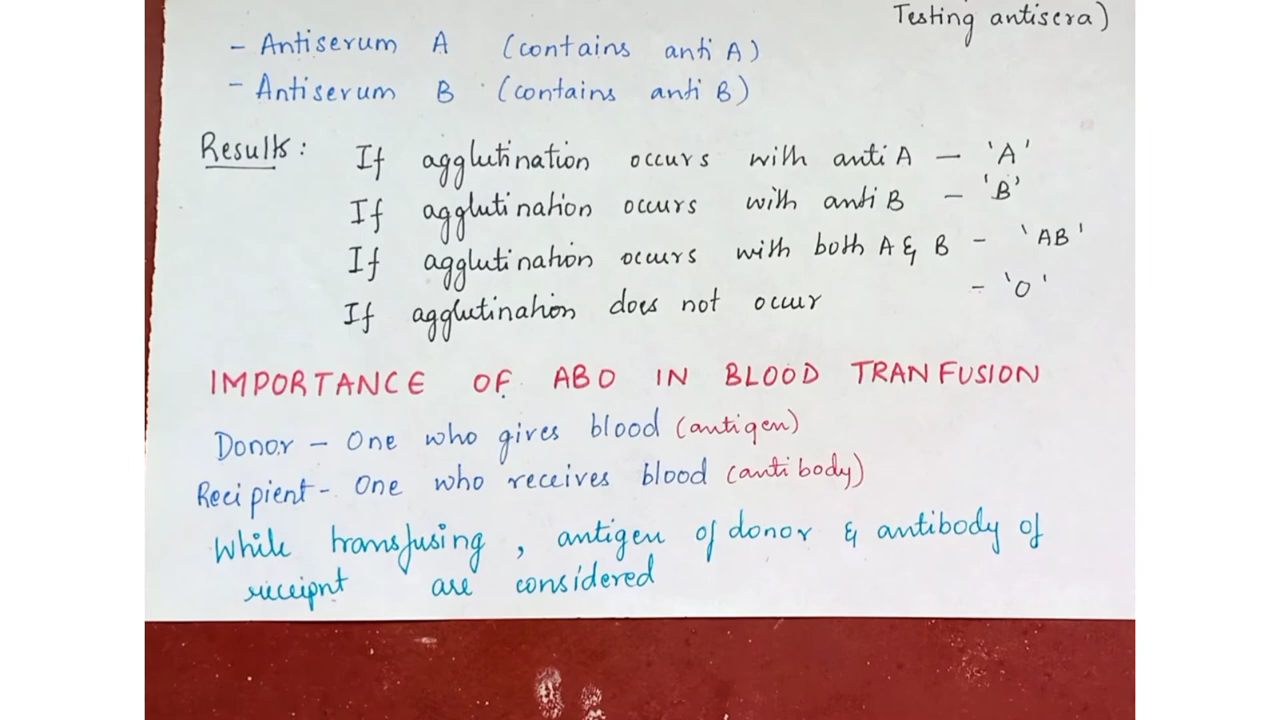 Testing antisera)
- Antiserum A (contains anti A)
- Antiserum B (contains anti B)
Results: If agglutination occurs with anti A – 'A'
If agglutination occurs with anti B – 'B'
If agglutination occurs with both A & B – 'AB'
If agglutination does not occur – 'O'
IMPORTANCE OF ABO IN BLOOD TRANFUSION
Donor – One who gives blood (antigen)
Recipient – One who receives blood (antibody)
While transfusing, antigen of donor & antibody of
receipnt are considered